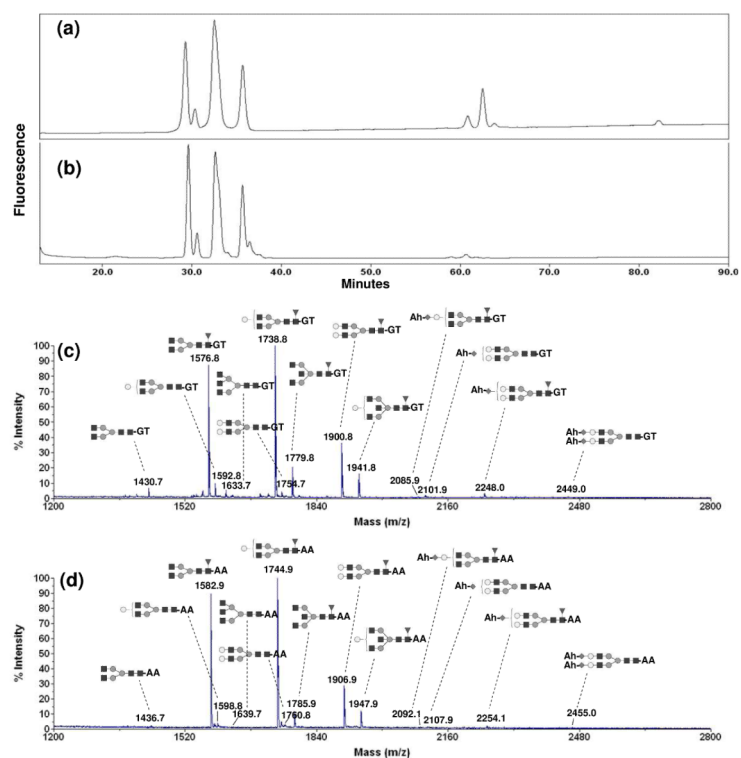 (a)
(b)
Fluorescence
20.0 30.0 40.0 50.0 60.0 70.0 80.0 90.0
Minutes
(c)
GT
1738.8
GT
1576.8
GT
GT
GT
GT
GT
GT
Ah- GT
Ah- GT
Ah- GT
GT
GT
Ah-
Ah- GT
1430.7
1592.8
1633.7
1754.7
1779.8
1900.8
1941.8
2085.9
2101.9
2248.0
2449.0
% Intensity
100
90
80
70
60
50
40
30
20
10
0
1200 1520 1840 2160 2480 2800
Mass (m/z)
(d)
AA
1744.9
AA
1582.9
AA
AA
AA
AA
AA
AA
Ah- AA
Ah- AA
Ah- AA
AA
Ah-
Ah- AA
1436.7
1598.8
1639.7
1760.8
1785.9
1906.9
1947.9
2092.1
2107.9
2254.1
2455.0
% Intensity
100
90
80
70
60
50
40
30
20
10
0
1200 1520 1840 2160 2480 2800
Mass (m/z)